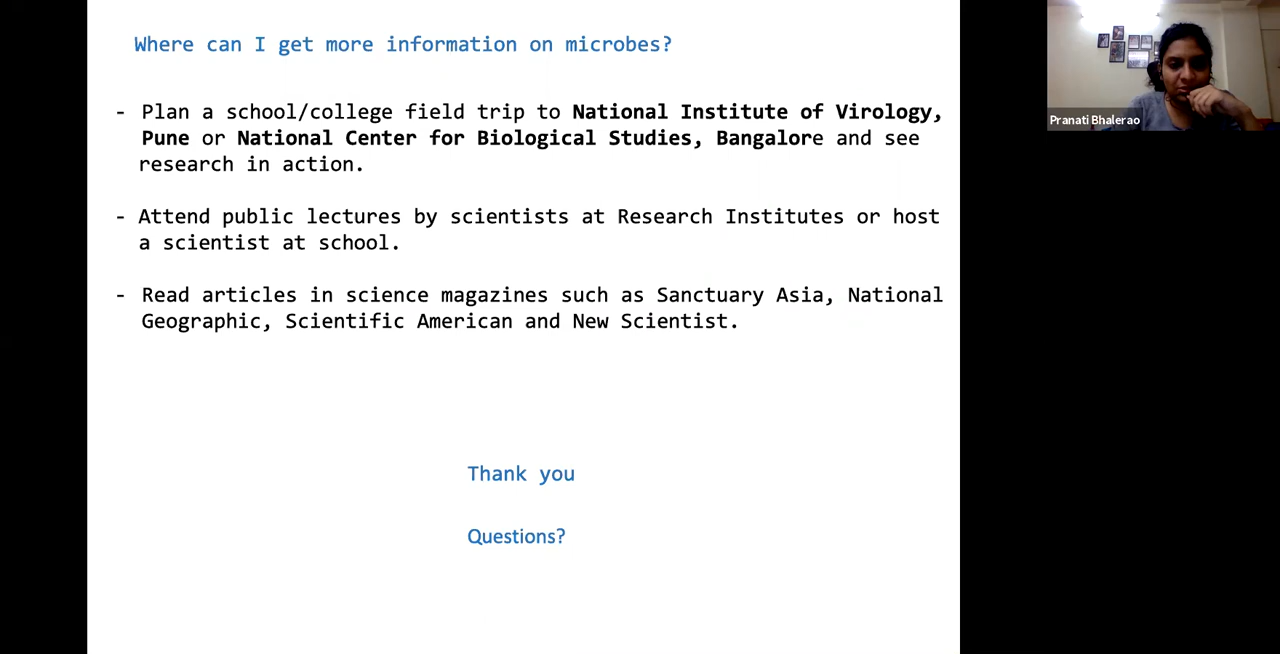 Where can I get more information on microbes?
- Plan a school/college field trip to National Institute of Virology,
Pune or National Center for Biological Studies, Bangalore and see
research in action.
- Attend public lectures by scientists at Research Institutes or host
a scientist at school.
- Read articles in science magazines such as Sanctuary Asia, National
Geographic, Scientific American and New Scientist.
Thank you
Questions?
Pranati Bhalerao